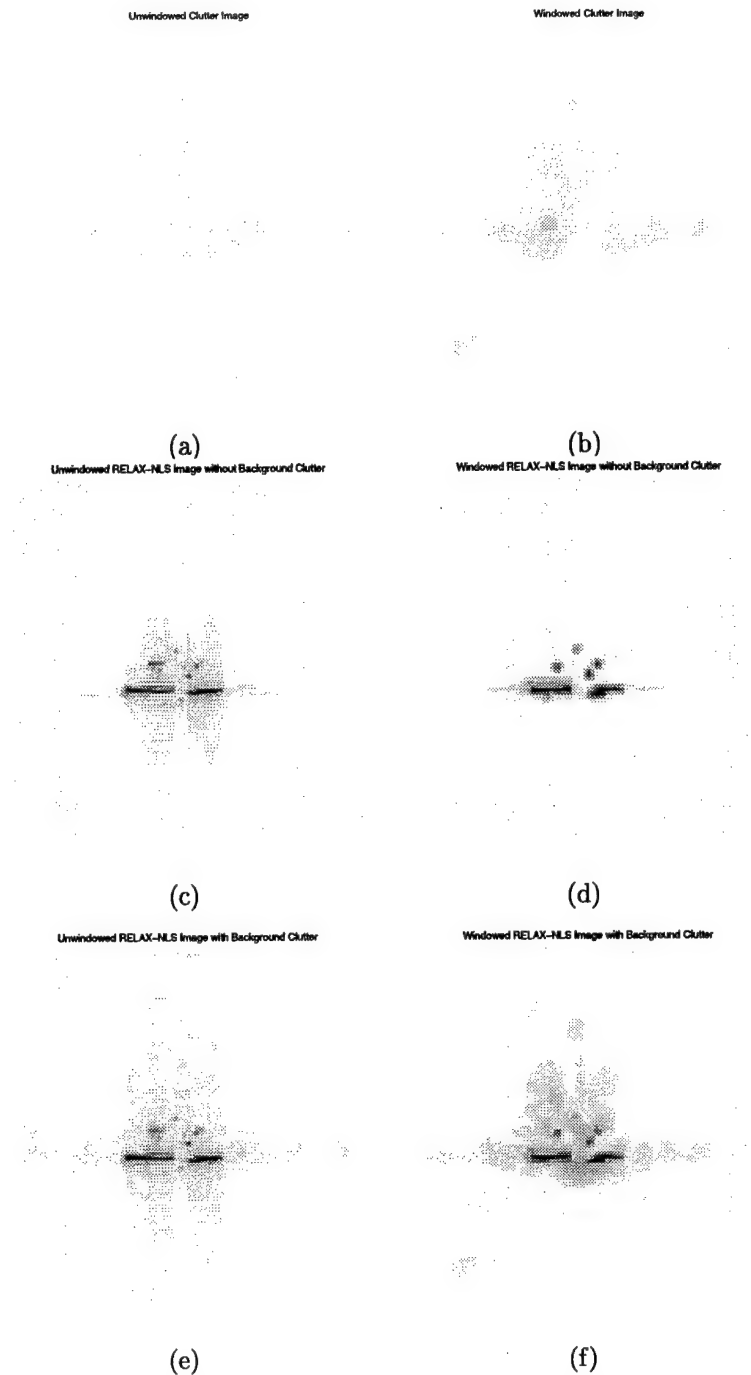 Unwindowed Clutter Image
Windowed Clutter Image
(a)
(b)
Unwindowed RELAX–NLS Image without Background Clutter
Windowed RELAX–NLS Image without Background Clutter
(c)
(d)
Unwindowed RELAX–NLS Image with Background Clutter
Windowed RELAX–NLS Image with Background Clutter
(e)
(f)